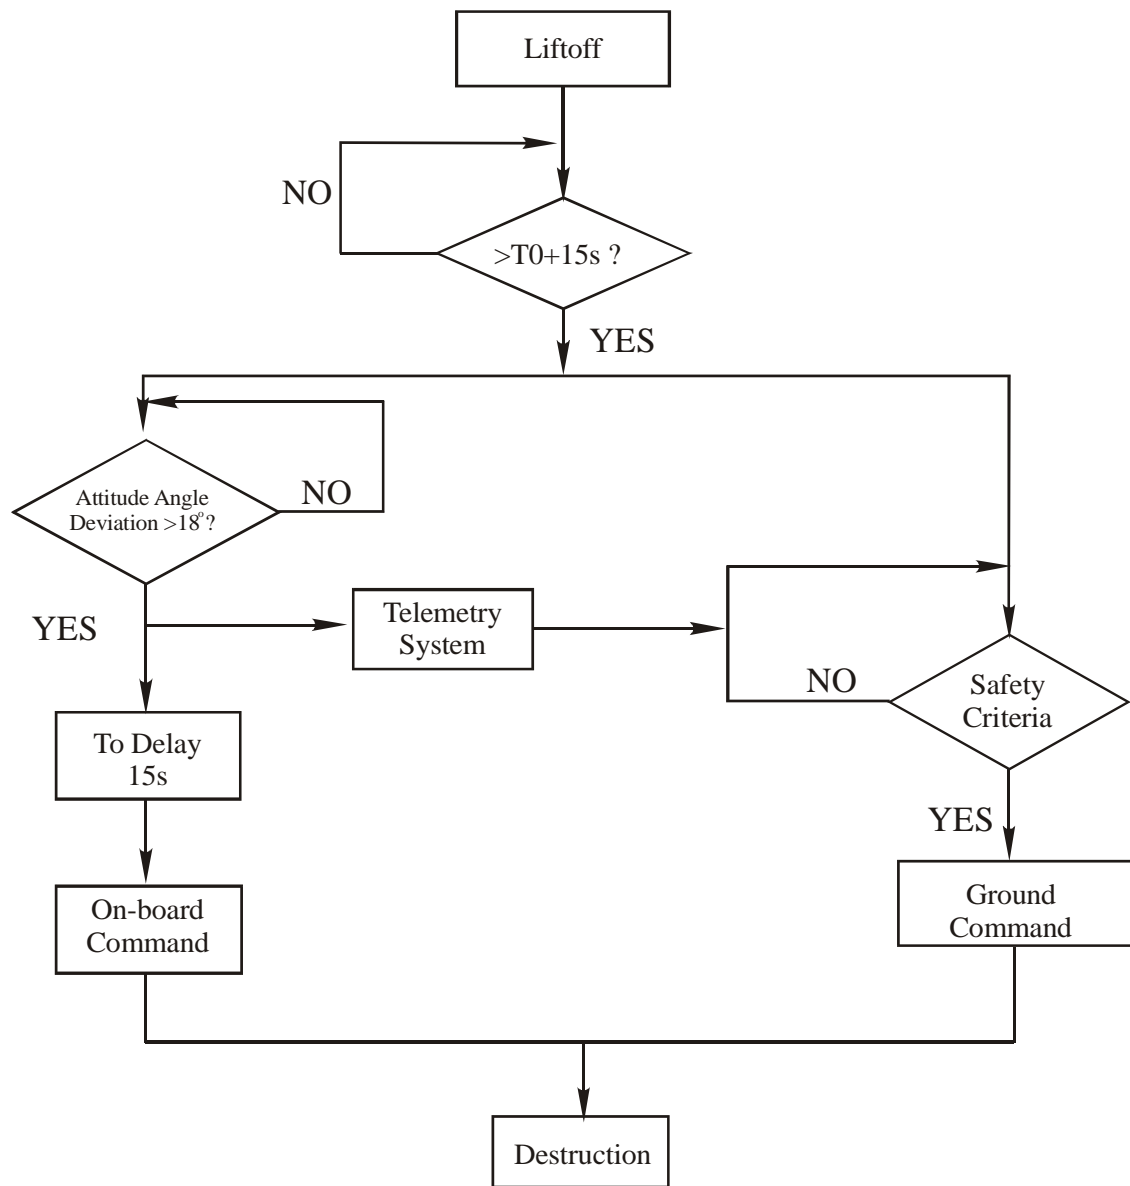 Liftoff
NO
>T0+15s ?
YES
Attitude Angle
Deviation >18°?
NO
YES
Telemetry
System
NO
Safety
Criteria
To Delay
15s
YES
On-board
Command
Ground
Command
Destruction